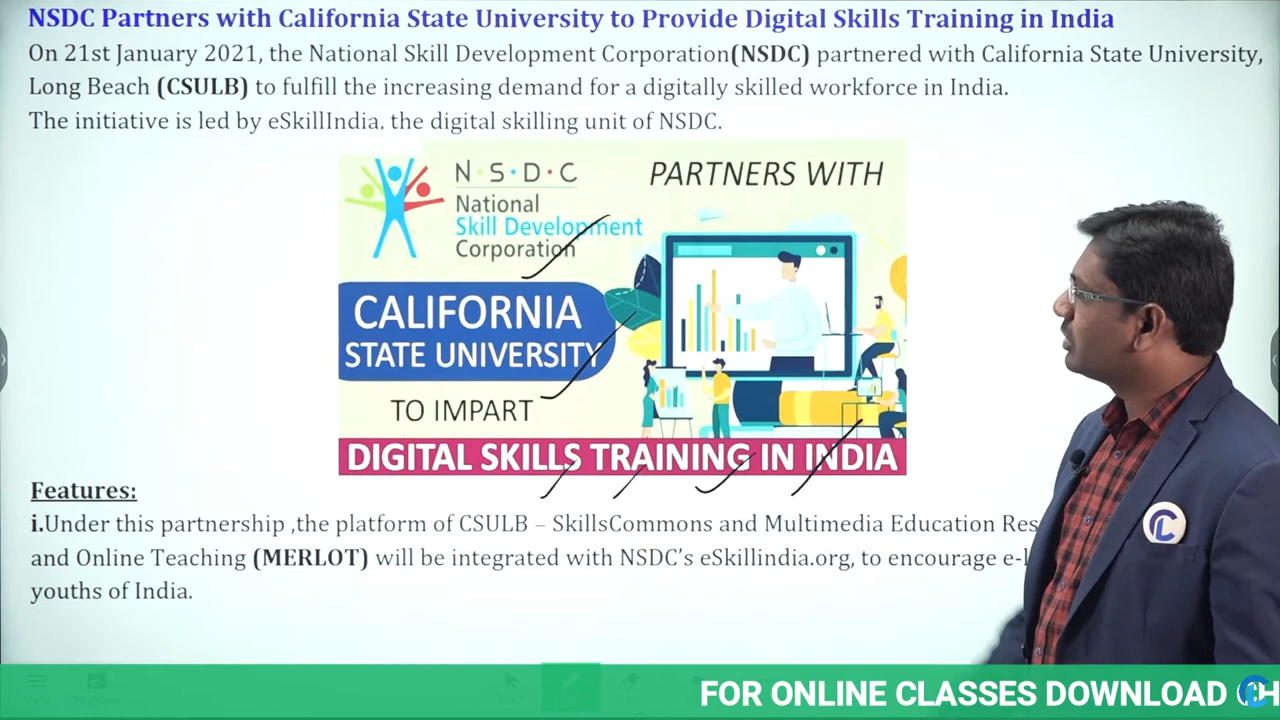 NSDC Partners with California State University to Provide Digital Skills Training in India
On 21st January 2021, the National Skill Development Corporation(NSDC) partnered with California State University,
Long Beach (CSULB) to fulfill the increasing demand for a digitally skilled workforce in India.
The initiative is led by eSkillIndia. the digital skilling unit of NSDC.
N·S·D·C
National
Skill Development
Corporation
PARTNERS WITH
CALIFORNIA
STATE UNIVERSITY
TO IMPART
DIGITAL SKILLS TRAINING IN INDIA
Features:
i.Under this partnership ,the platform of CSULB – SkillsCommons and Multimedia Education Res
and Online Teaching (MERLOT) will be integrated with NSDC's eSkillindia.org, to encourage e-l
youths of India.
FOR ONLINE CLASSES DOWNLOAD